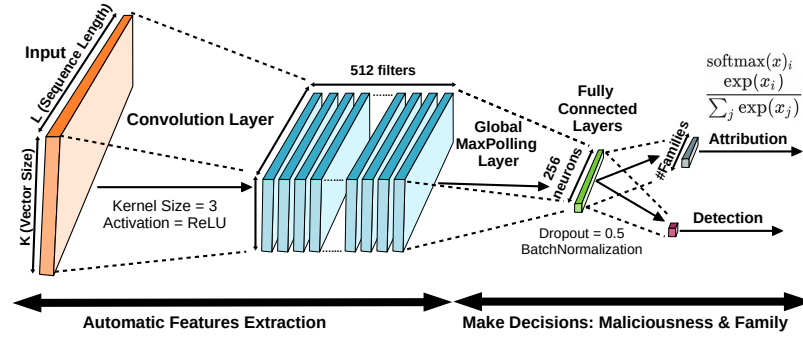 Input
L (Sequence Length)
K (Vector Size)
Convolution Layer
Kernel Size = 3
Activation = ReLU
512 filters
Global
MaxPolling
Layer
Fully
Connected
Layers
256
neurons
Dropout = 0.5
BatchNormalization
#Families
softmax(x)_i
exp(x_i)
∑_j exp(x_j)
Attribution
Detection
Automatic Features Extraction
Make Decisions: Maliciousness & Family